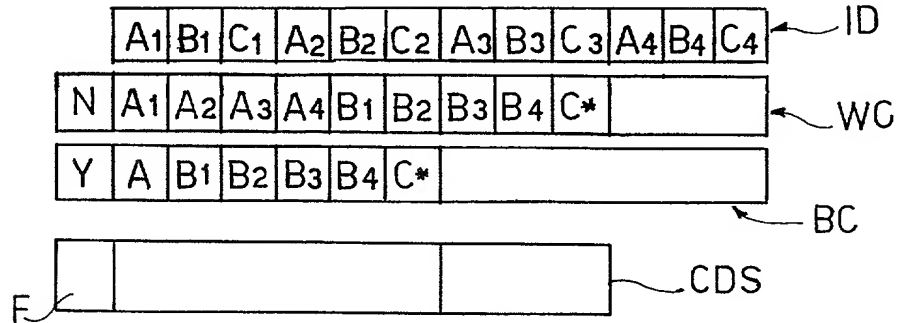 A1 B1 C1 A2 B2 C2 A3 B3 C3 A4 B4 C4 ID
N A1 A2 A3 A4 B1 B2 B3 B4 C* WC
Y A B1 B2 B3 B4 C*
BC
CDS
F